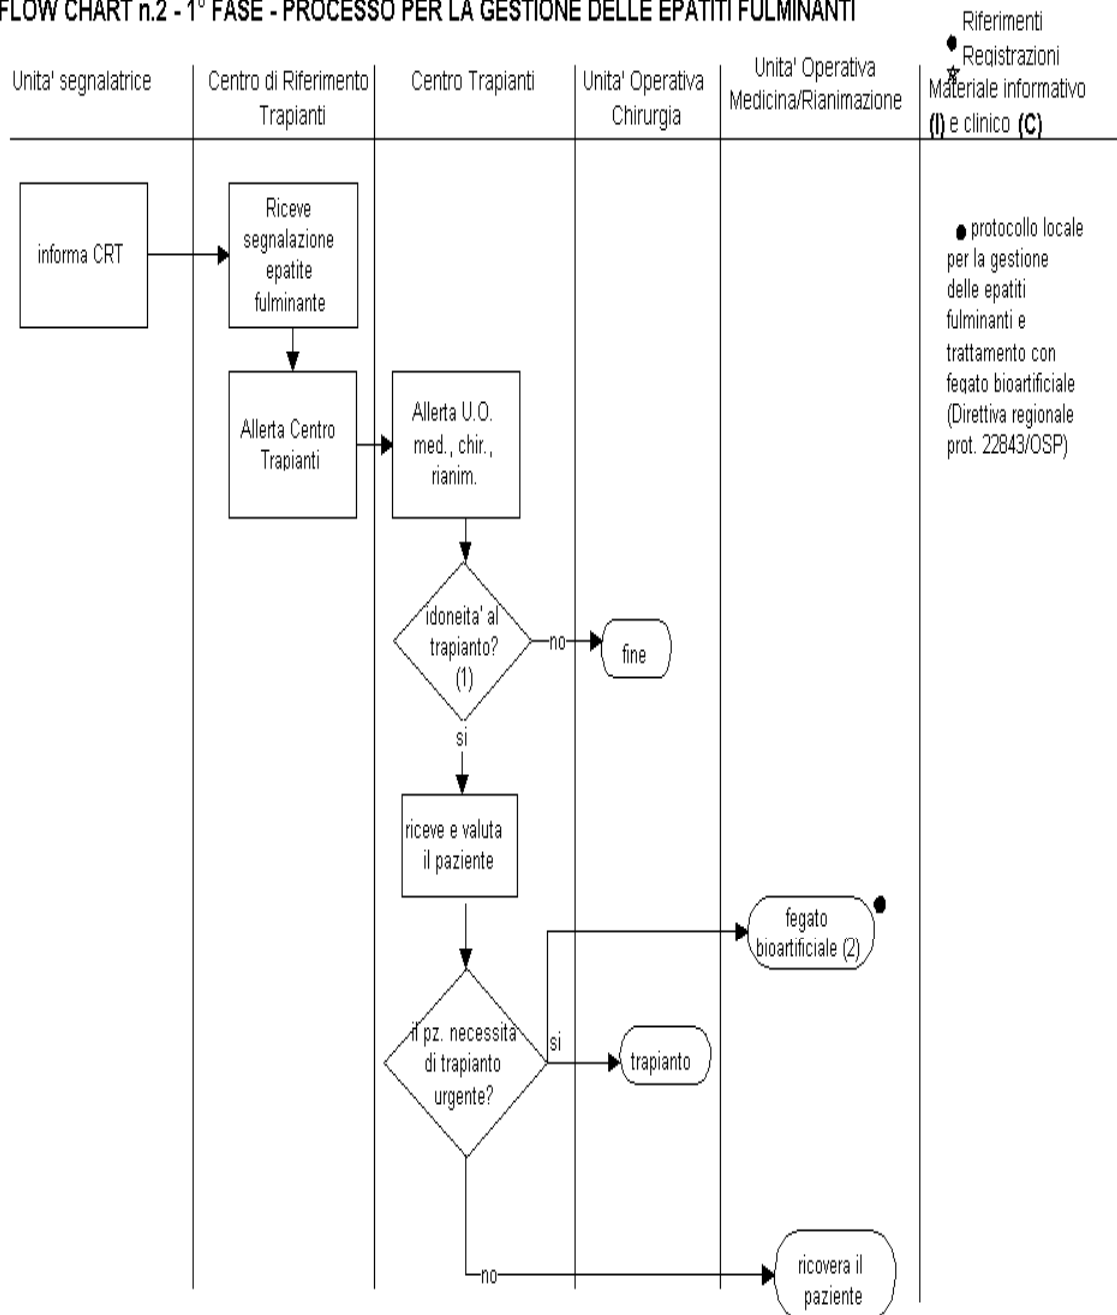 FLOW CHART n.2 - 1° FASE - PROCESSO PER LA GESTIONE DELLE EPATITI FULMINANTI
Unita' segnalatrice
Centro di Riferimento
Trapianti
Centro Trapianti
Unita' Operativa
Chirurgia
Unita' Operativa
Medicina/Rianimazione
Riferimenti
Registrazioni
Materiale informativo
(I) e clinico (C)
informa CRT
Riceve
segnalazione
epatite
fulminante
protocollo locale
per la gestione
delle epatiti
fulminanti e
trattamento con
fegato bioartificiale
(Direttiva regionale
prot. 22843/OSP)
Allerta Centro
Trapianti
Allerta U.O.
med., chir.,
rianim.
idoneita' al
trapianto?
(1)
no
fine
si
riceve e valuta
il paziente
fegato
bioartificiale (2)
il pz. necessita
di trapianto
urgente?
si
trapianto
no
ricovera il
paziente